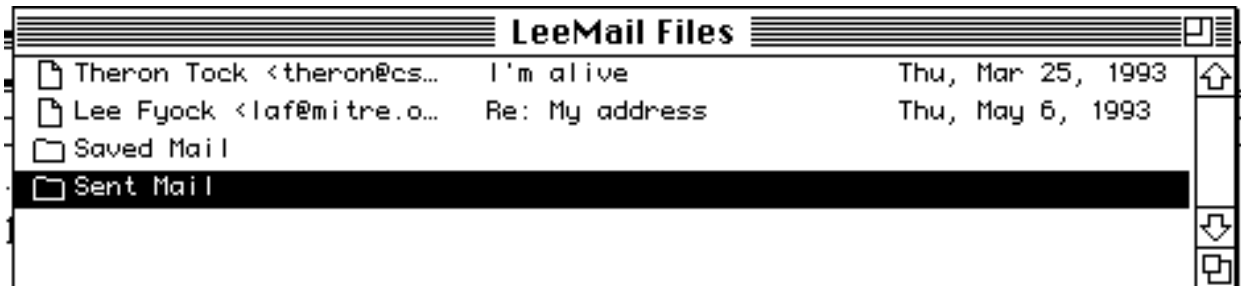 LeeMail Files
Theron Tock <theron@cs… I'm alive Thu, Mar 25, 1993
Lee Fyock <laf@mitre.o… Re: My address Thu, May 6, 1993
Saved Mail
Sent Mail